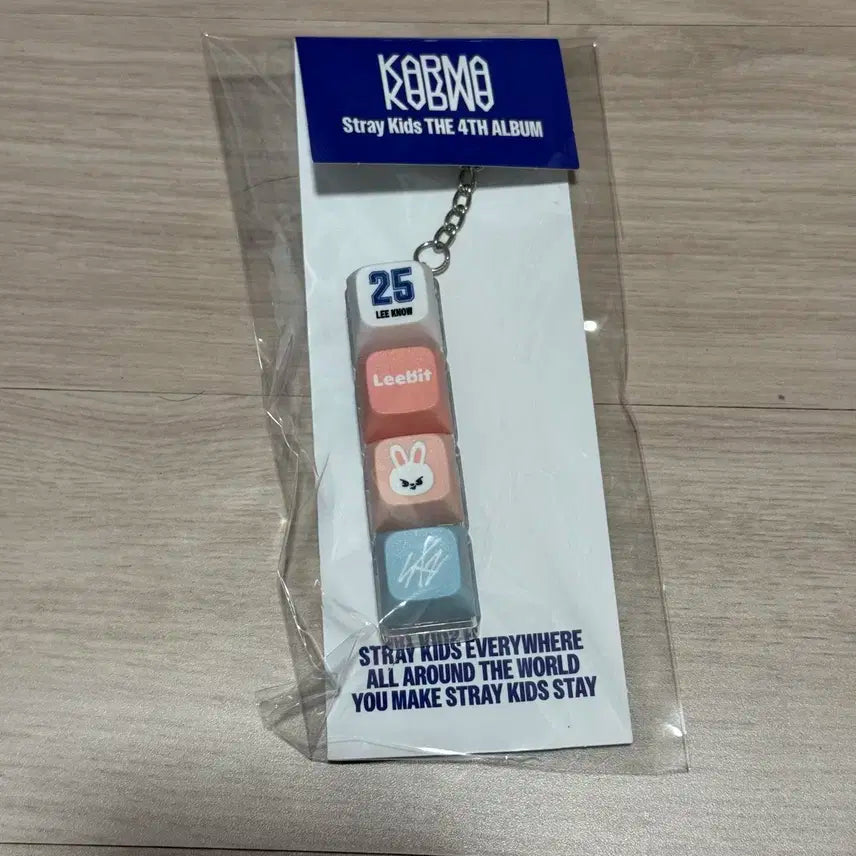 KARMA
Stray Kids THE 4TH ALBUM
25
LEE KNOW
LeeBit
SKZ
STRAY KIDS EVERYWHERE
ALL AROUND THE WORLD
YOU MAKE STRAY KIDS STAY